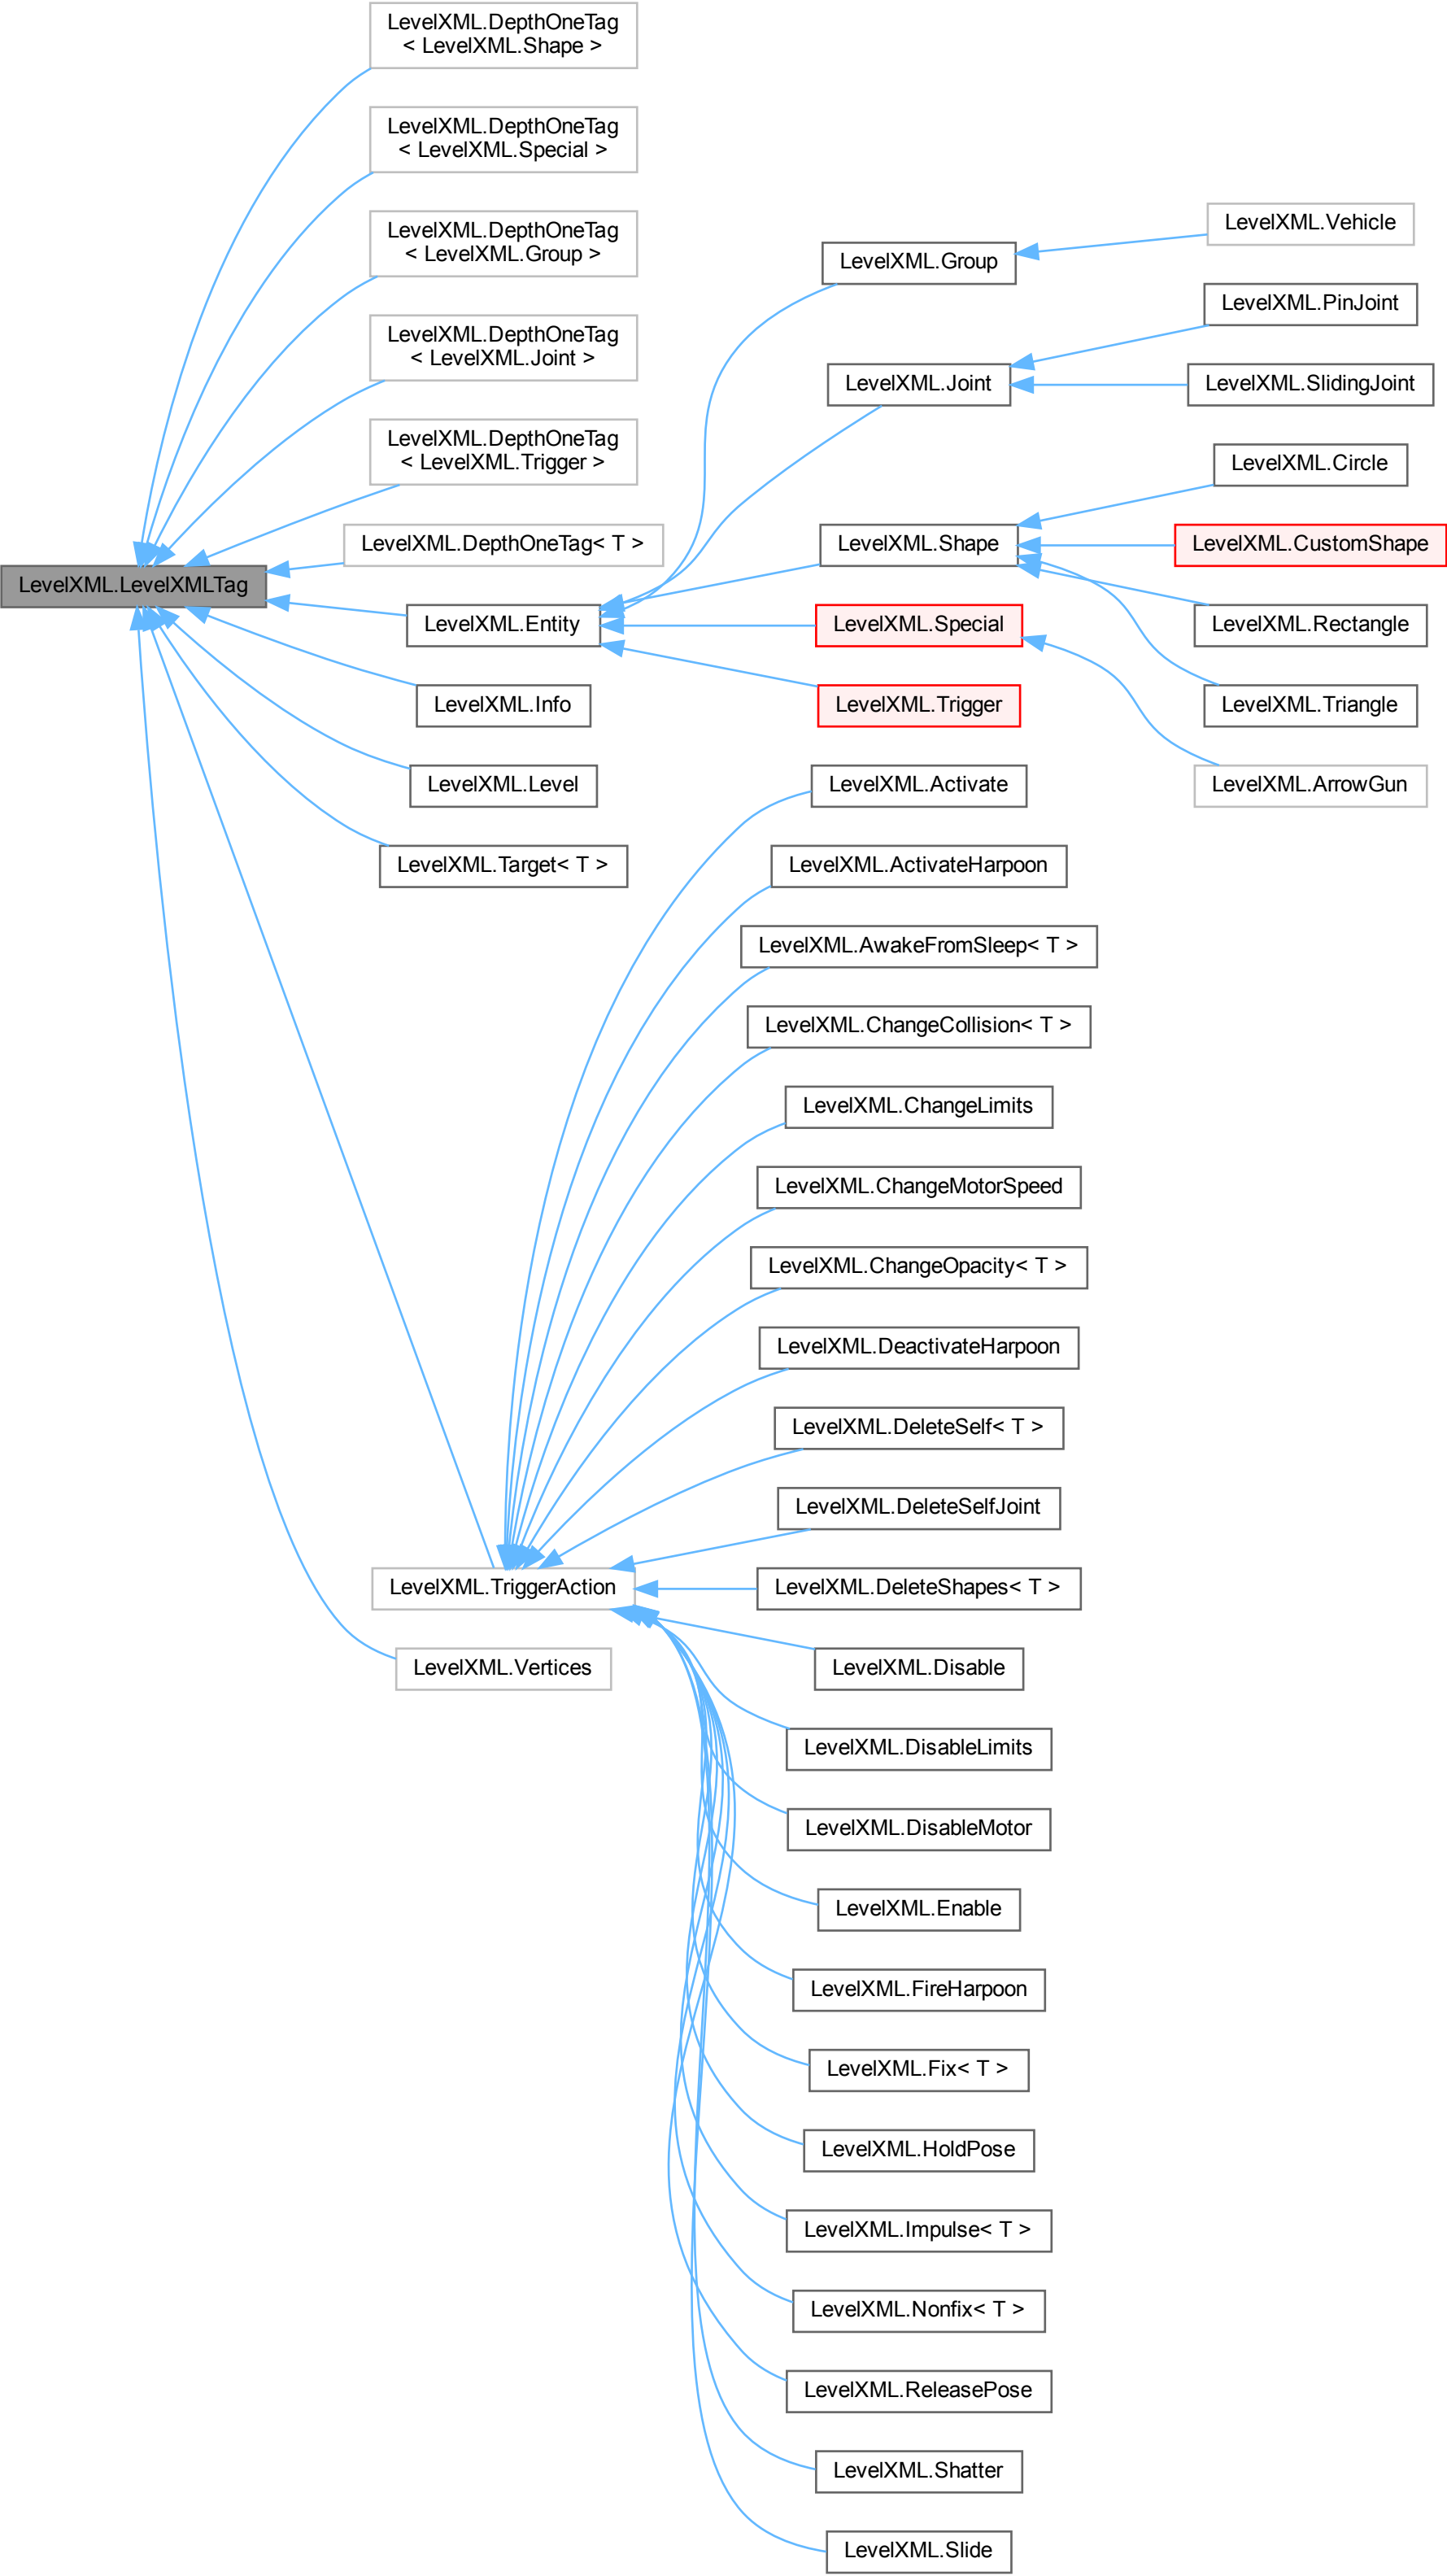 LevelXML.LevelXMLTag
LevelXML.DepthOneTag
< LevelXML.Shape >
LevelXML.DepthOneTag
< LevelXML.Special >
LevelXML.DepthOneTag
< LevelXML.Group >
LevelXML.DepthOneTag
< LevelXML.Joint >
LevelXML.DepthOneTag
< LevelXML.Trigger >
LevelXML.DepthOneTag< T >
LevelXML.Entity
LevelXML.Info
LevelXML.Level
LevelXML.Target< T >
LevelXML.TriggerAction
LevelXML.Vertices
LevelXML.Group
LevelXML.Joint
LevelXML.Shape
LevelXML.Special
LevelXML.Trigger
LevelXML.Vehicle
LevelXML.PinJoint
LevelXML.SlidingJoint
LevelXML.Circle
LevelXML.CustomShape
LevelXML.Rectangle
LevelXML.Triangle
LevelXML.ArrowGun
LevelXML.Activate
LevelXML.ActivateHarpoon
LevelXML.AwakeFromSleep< T >
LevelXML.ChangeCollision< T >
LevelXML.ChangeLimits
LevelXML.ChangeMotorSpeed
LevelXML.ChangeOpacity< T >
LevelXML.DeactivateHarpoon
LevelXML.DeleteSelf< T >
LevelXML.DeleteSelfJoint
LevelXML.DeleteShapes< T >
LevelXML.Disable
LevelXML.DisableLimits
LevelXML.DisableMotor
LevelXML.Enable
LevelXML.FireHarpoon
LevelXML.Fix< T >
LevelXML.HoldPose
LevelXML.Impulse< T >
LevelXML.Nonfix< T >
LevelXML.ReleasePose
LevelXML.Shatter
LevelXML.Slide